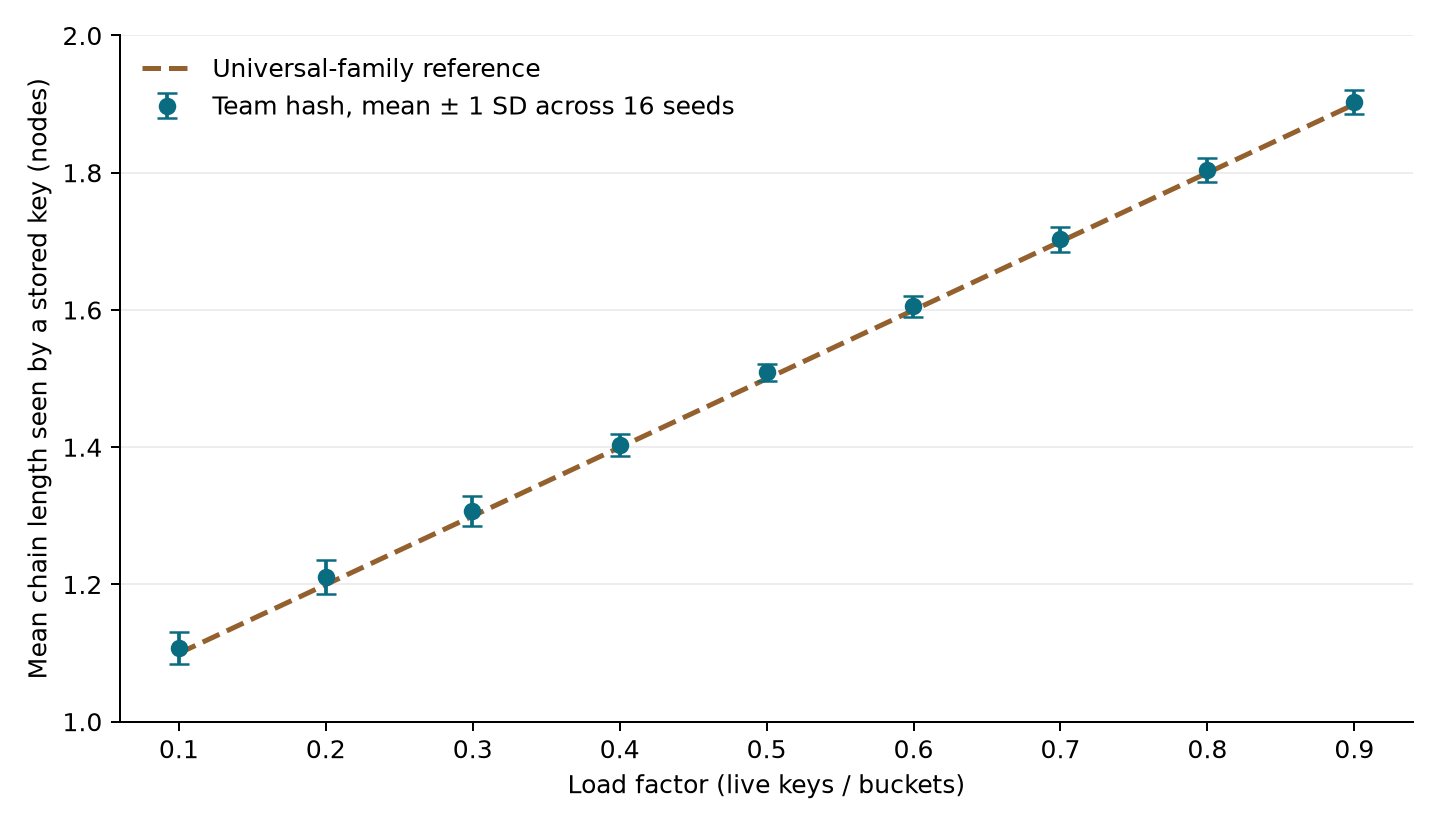 Mean chain length seen by a stored key (nodes)
2.0
1.8
1.6
1.4
1.2
1.0
Universal-family reference
Team hash, mean ± 1 SD across 16 seeds
0.1 0.2 0.3 0.4 0.5 0.6 0.7 0.8 0.9
Load factor (live keys / buckets)